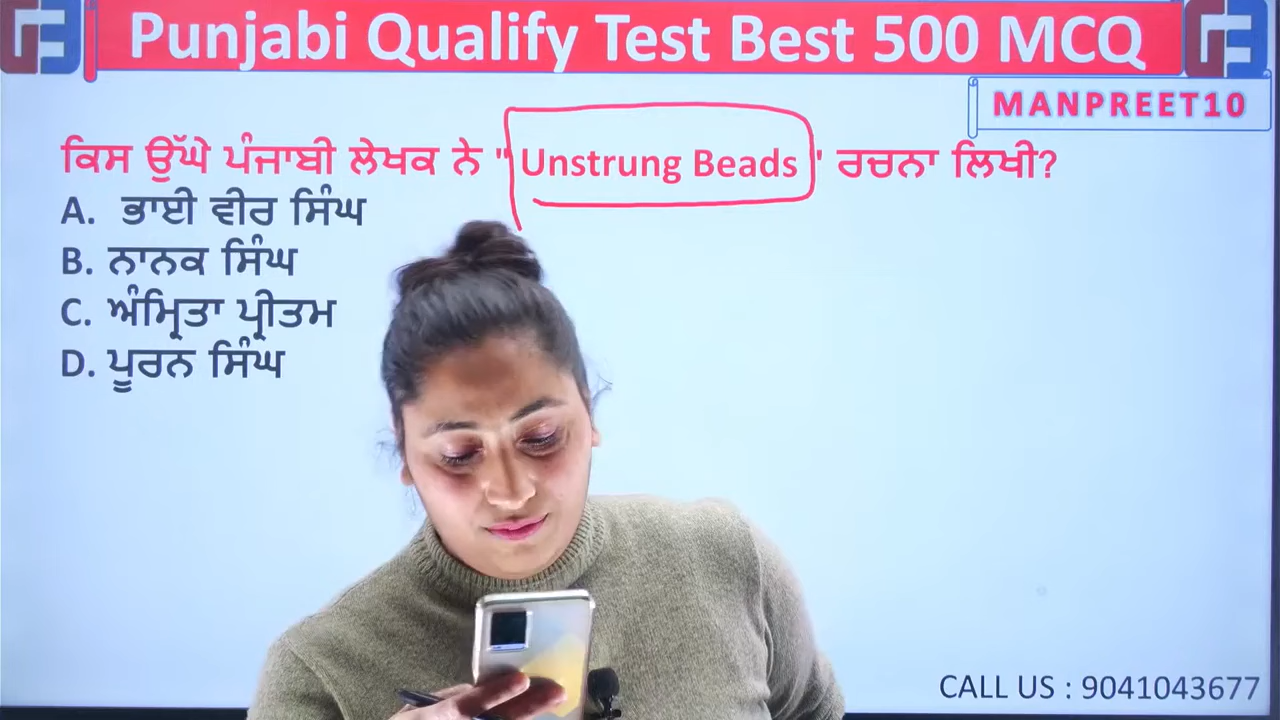 Punjabi Qualify Test Best 500 MCQ
MANPREET10
ਕਿਸ ਉੱਘੇ ਪੰਜਾਬੀ ਲੇਖਕ ਨੇ "Unstrung Beads" ਰਚਨਾ ਲਿਖੀ?
A. ਭਾਈ ਵੀਰ ਸਿੰਘ
B. ਨਾਨਕ ਸਿੰਘ
C. ਅੰਮ੍ਰਿਤਾ ਪ੍ਰੀਤਮ
D. ਪੂਰਨ ਸਿੰਘ
CALL US : 9041043677